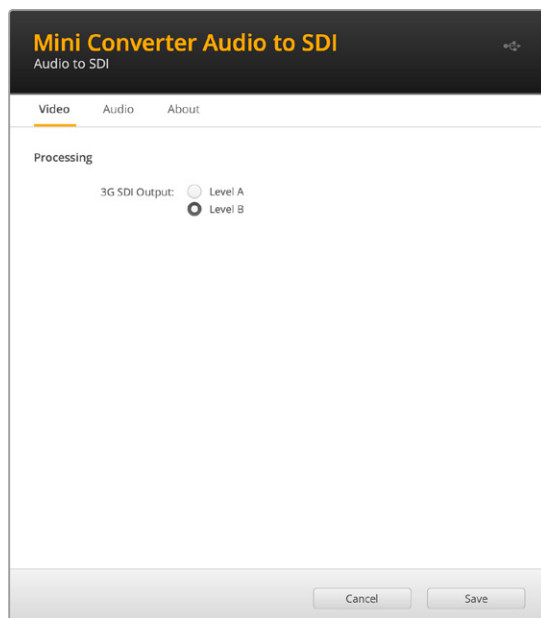 Mini Converter Audio to SDI
Audio to SDI
Video Audio About
Processing
3G SDI Output: Level A
Level B
Cancel Save